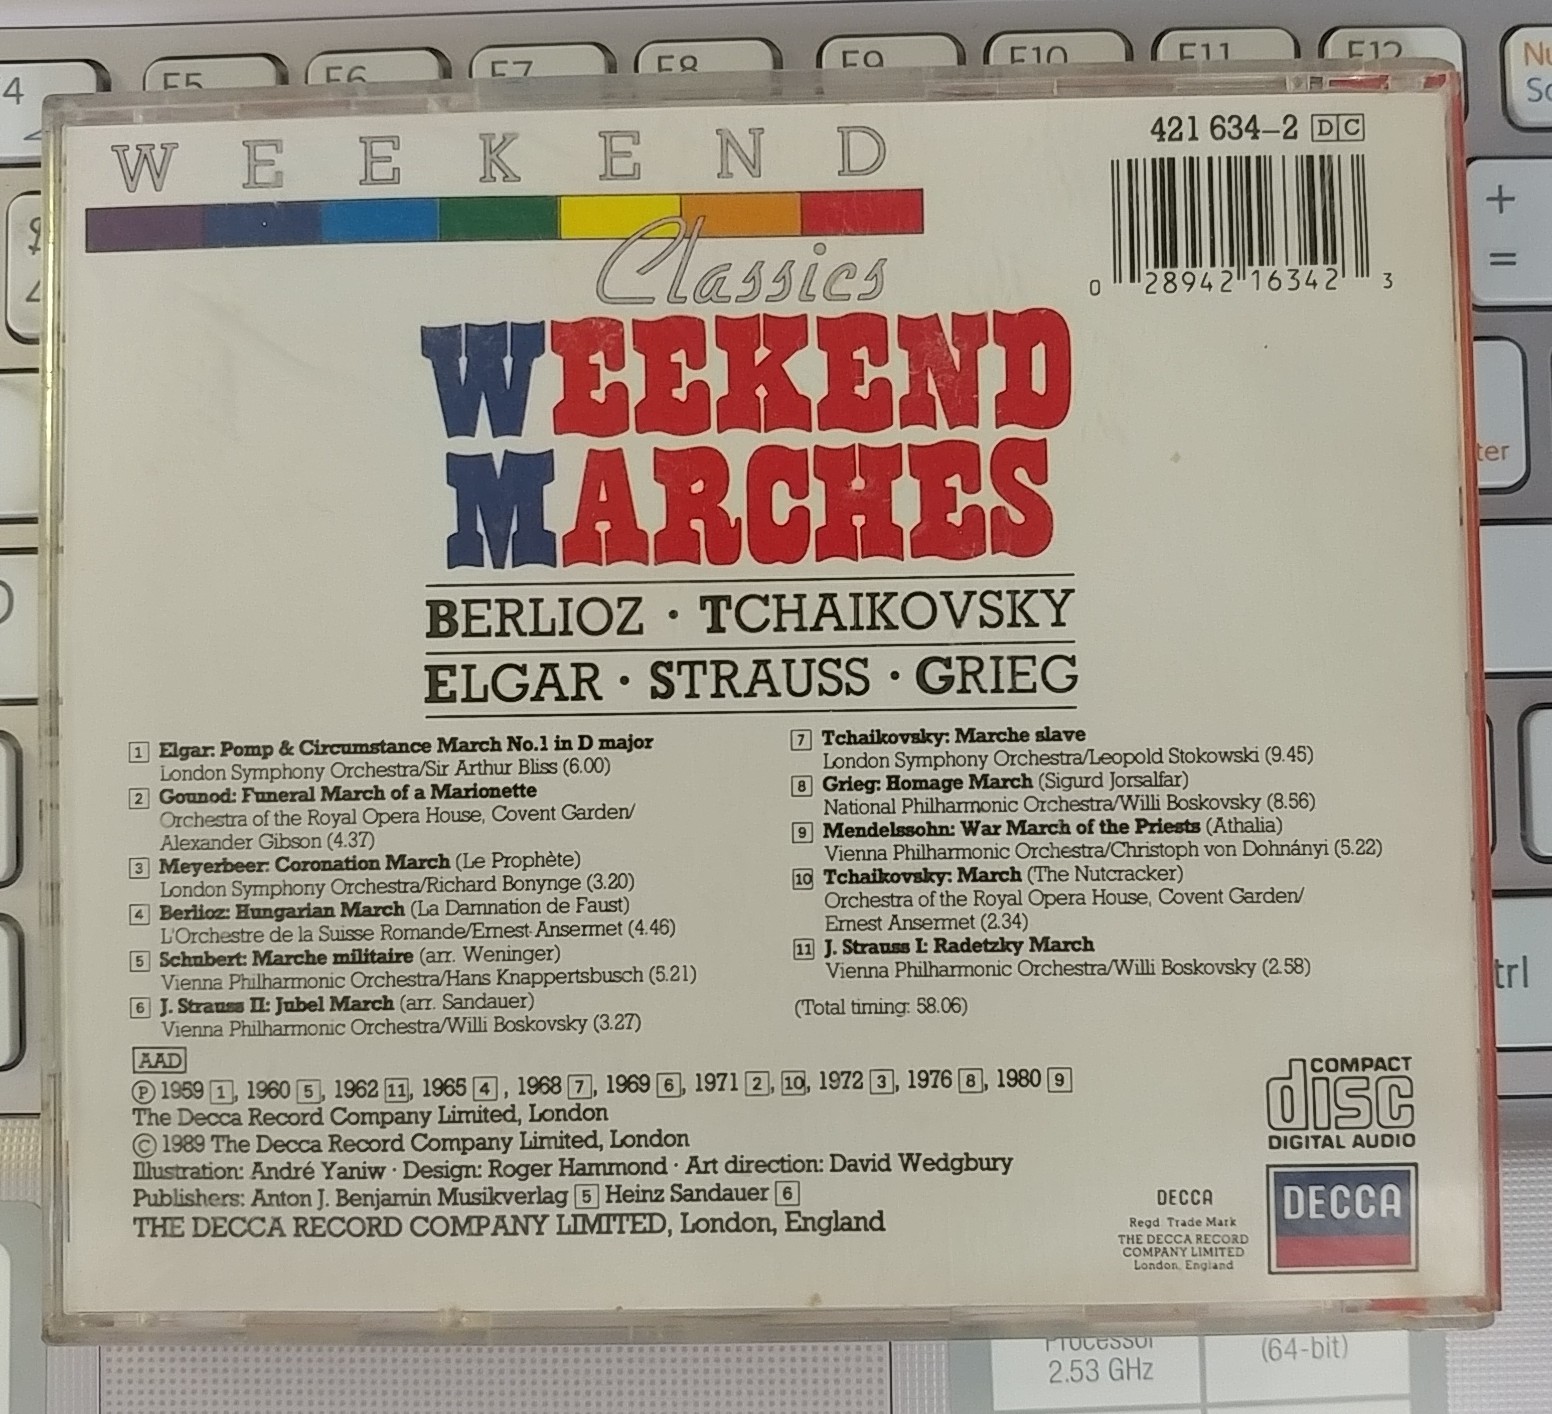 4
F5
F6
F7
F8
F9
F10
F11
F12
£
4
+
=
WEEKEND
Classics
421 634-2 D C
0 28942 16342 3
WEEKEND
MARCHES
BERLIOZ · TCHAIKOVSKY
ELGAR · STRAUSS · GRIEG
1 Elgar: Pomp & Circumstance March No.1 in D major
London Symphony Orchestra/Sir Arthur Bliss (6.00)
2 Gounod: Funeral March of a Marionette
Orchestra of the Royal Opera House, Covent Garden/
Alexander Gibson (4.37)
3 Meyerbeer: Coronation March (Le Prophète)
London Symphony Orchestra/Richard Bonynge (3.20)
4 Berlioz: Hungarian March (La Damnation de Faust)
L'Orchestre de la Suisse Romande/Ernest Ansermet (4.46)
5 Schubert: Marche militaire (arr. Weninger)
Vienna Philharmonic Orchestra/Hans Knappertsbusch (5.21)
6 J. Strauss II: Jubel March (arr. Sandauer)
Vienna Philharmonic Orchestra/Willi Boskovsky (3.27)
7 Tchaikovsky: Marche slave
London Symphony Orchestra/Leopold Stokowski (9.45)
8 Grieg: Homage March (Sigurd Jorsalfar)
National Philharmonic Orchestra/Willi Boskovsky (8.56)
9 Mendelssohn: War March of the Priests (Athalia)
Vienna Philharmonic Orchestra/Christoph von Dohnányi (5.22)
10 Tchaikovsky: March (The Nutcracker)
Orchestra of the Royal Opera House, Covent Garden/
Ernest Ansermet (2.34)
11 J. Strauss I: Radetzky March
Vienna Philharmonic Orchestra/Willi Boskovsky (2.58)
(Total timing: 58.06)
AAD
Ⓟ 1959 1, 1960 5, 1962 11, 1965 4, 1968 7, 1969 6, 1971 2, 10, 1972 3, 1976 8, 1980 9
The Decca Record Company Limited, London
© 1989 The Decca Record Company Limited, London
Illustration: André Yaniw · Design: Roger Hammond · Art direction: David Wedgbury
Publishers: Anton J. Benjamin Musikverlag 5 Heinz Sandauer 6
THE DECCA RECORD COMPANY LIMITED, London, England
COMPACT
disc
DIGITAL AUDIO
DECCA
Regd. Trade Mark
THE DECCA RECORD
COMPANY LIMITED
London, England
DECCA
Processor
2.53 GHz
(64-bit)